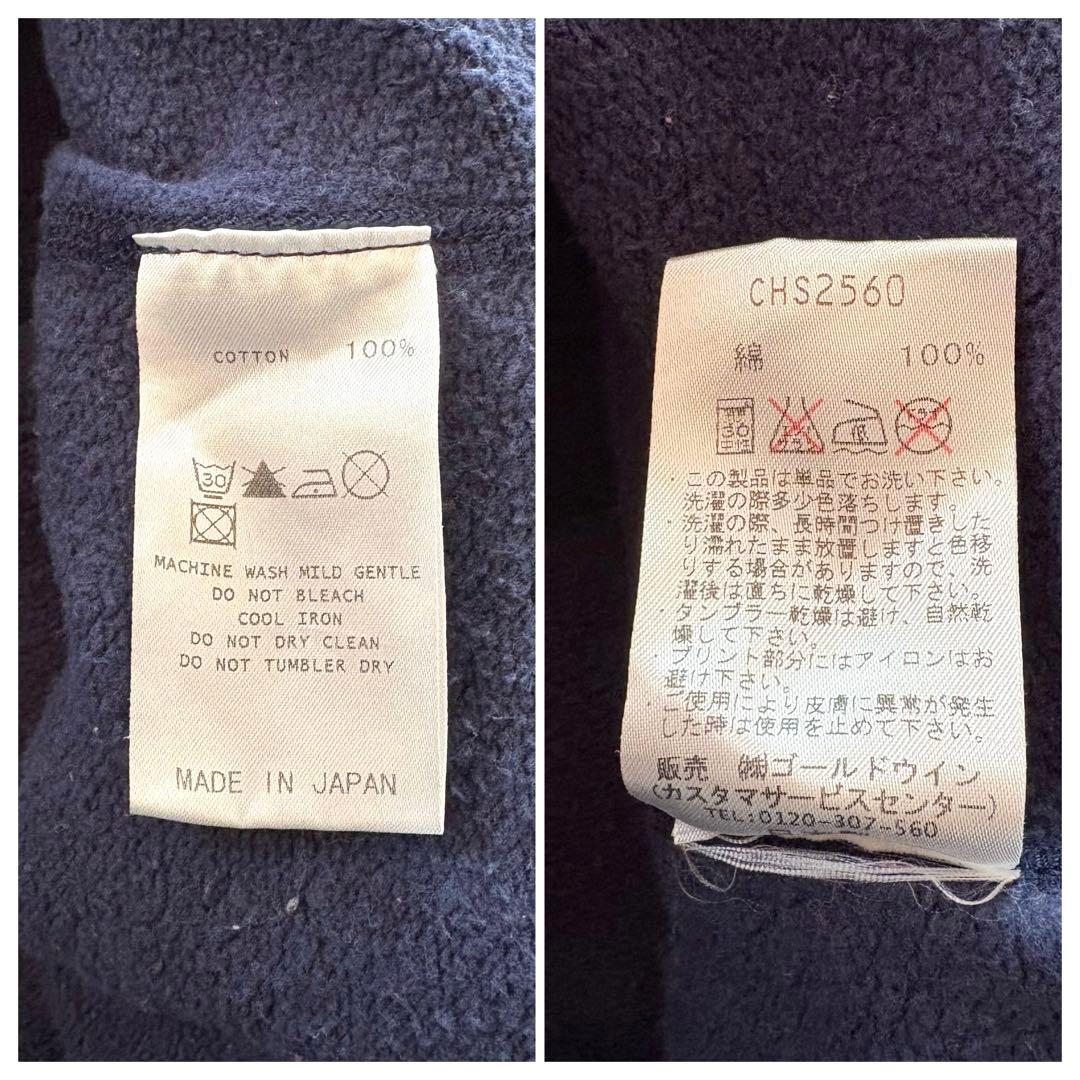 COTTON 100%
30
MACHINE WASH MILD GENTLE
DO NOT BLEACH
COOL IRON
DO NOT DRY CLEAN
DO NOT TUMBLER DRY
MADE IN JAPAN
CHS2560
綿 100%
30
中性
低
・この製品は単品でお洗い下さい。
洗濯の際多少色落ちします。
・洗濯の際、長時間つけ置きした
り濡れたまま放置しますと色移
りする場合がありますので、洗
濯後は直ちに乾燥して下さい。
・タンブラー乾燥は避け、自然乾
燥して下さい。
・プリント部分にはアイロンはお
避け下さい。
・ご使用により皮膚に異常が発生
した時は使用を止めて下さい。
販売 ㈱ゴールドウイン
(カスタマサービスセンター)
TEL:0120-307-560